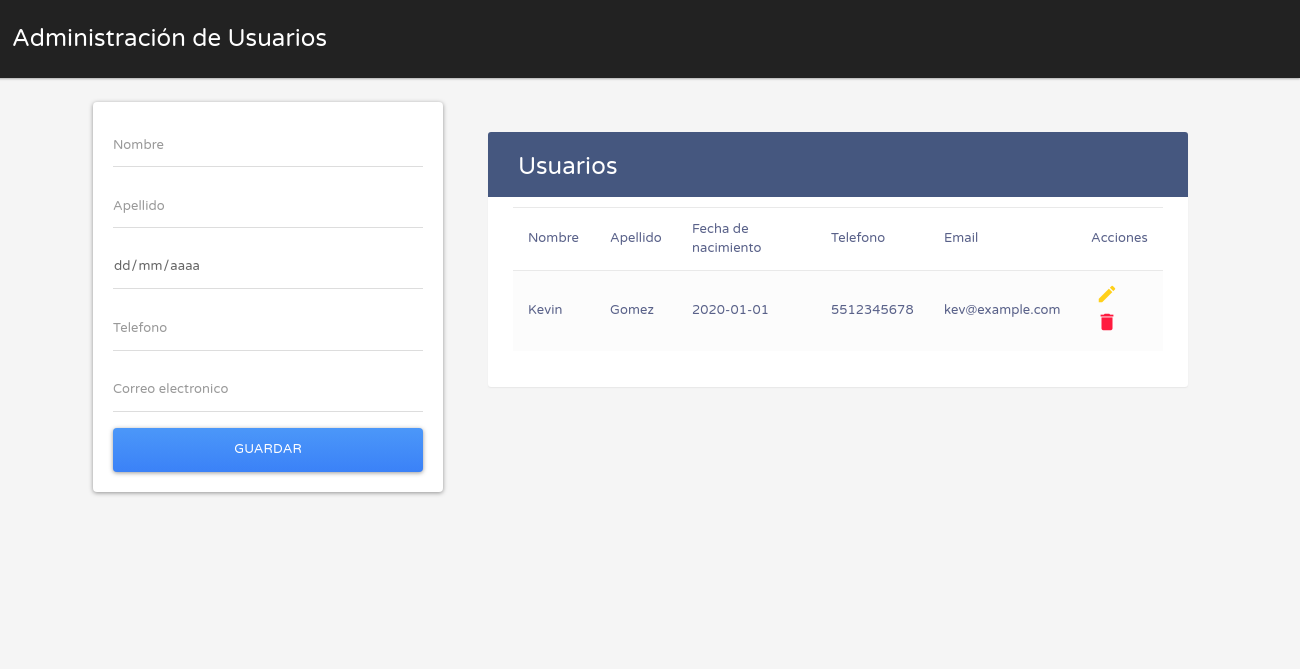 Administración de Usuarios
Nombre
Apellido
dd/mm/aaaa
Telefono
Correo electronico
GUARDAR
Usuarios
Nombre Apellido Fecha de nacimiento Telefono Email Acciones
Kevin Gomez 2020-01-01 5512345678 kev@example.com